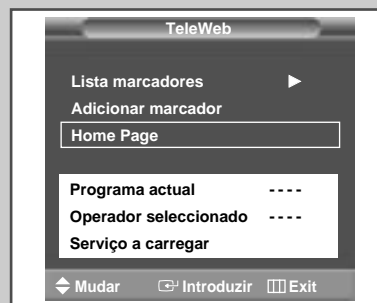 TeleWeb
Lista marcadores
Adicionar marcador
Home Page
Programa actual ----
Operador seleccionado ----
Serviço a carregar
Mudar Introduzir Exit